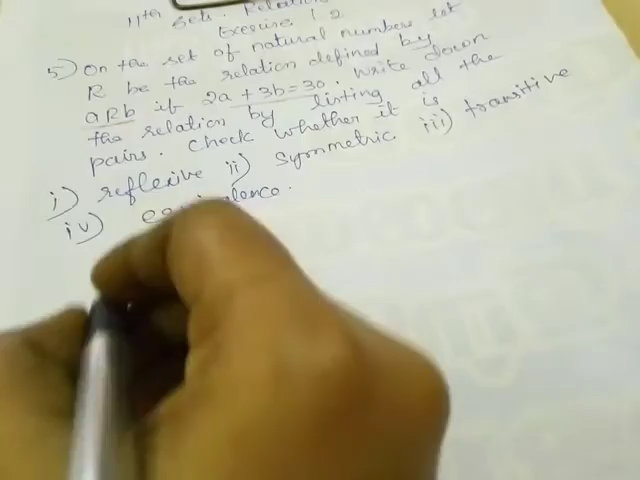 11th Sets. Relation
Exercise 1.2
5) On the set of natural numbers let
R be the relation defined by
aRb if 2a + 3b = 30. Write down
the relation by listing all the
pairs. Check whether it is
i) reflexive ii) Symmetric iii) transitive
iv)